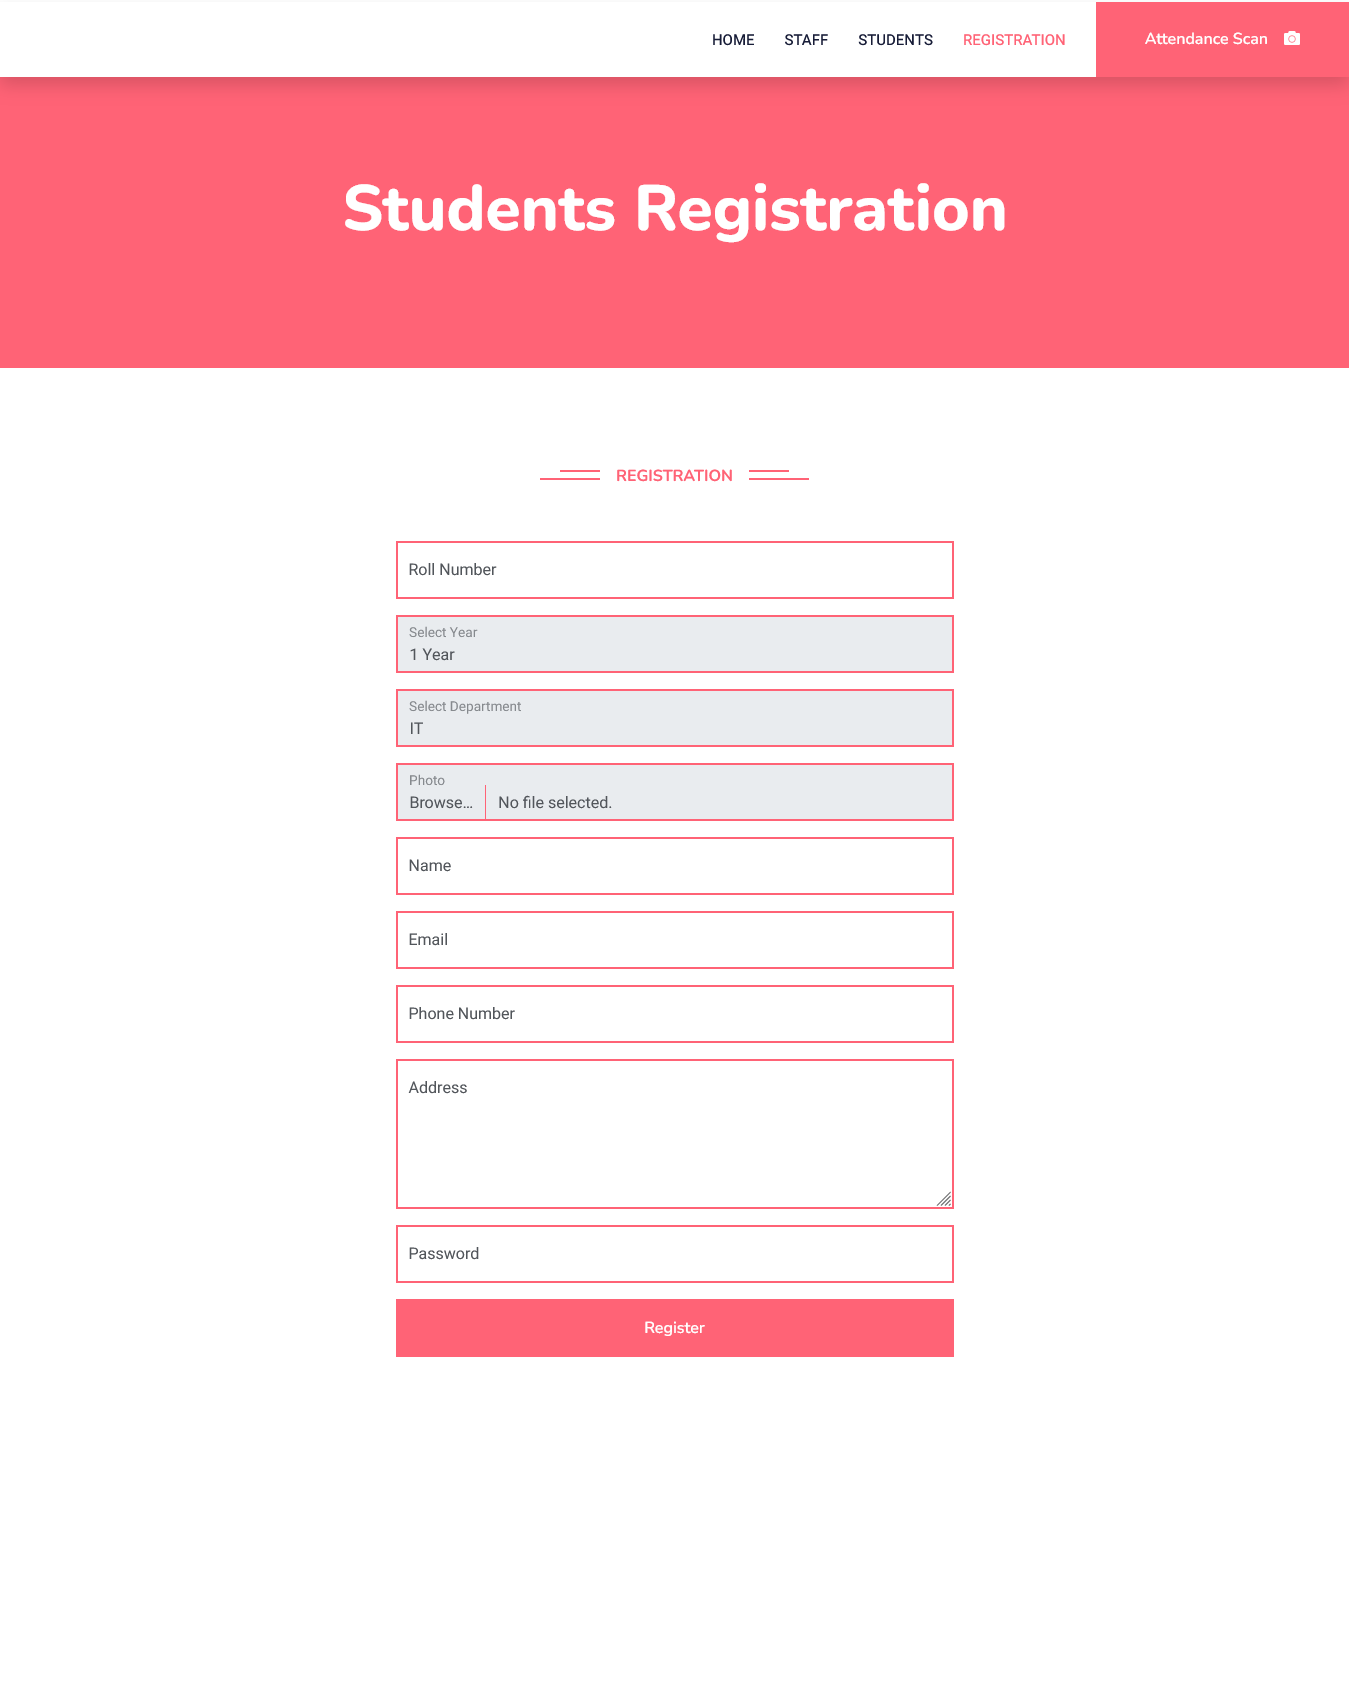 HOME STAFF STUDENTS REGISTRATION Attendance Scan
Students Registration
REGISTRATION
Roll Number
Select Year
1 Year
Select Department
IT
Photo
Browse... No file selected.
Name
Email
Phone Number
Address
Password
Register